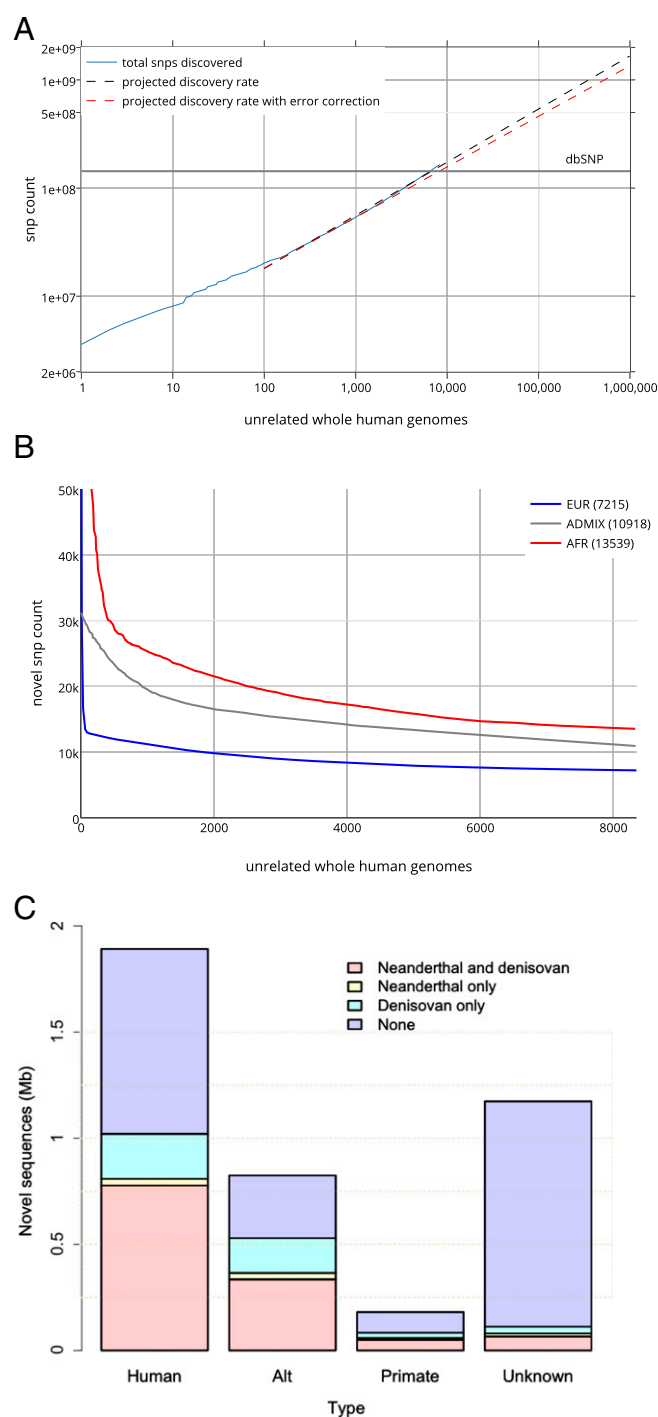 A
2e+09
1e+09
5e+08
1e+08
1e+07
2e+06
snp count
total snps discovered
projected discovery rate
projected discovery rate with error correction
dbSNP
1 10 100 1,000 10,000 100,000 1,000,000
unrelated whole human genomes
B
50k
40k
30k
20k
10k
0
novel snp count
EUR (7215)
ADMIX (10918)
AFR (13539)
0 2000 4000 6000 8000
unrelated whole human genomes
C
2
1.5
1
0.5
0
Novel sequences (Mb)
Neanderthal and denisovan
Neanderthal only
Denisovan only
None
Human Alt Primate Unknown
Type